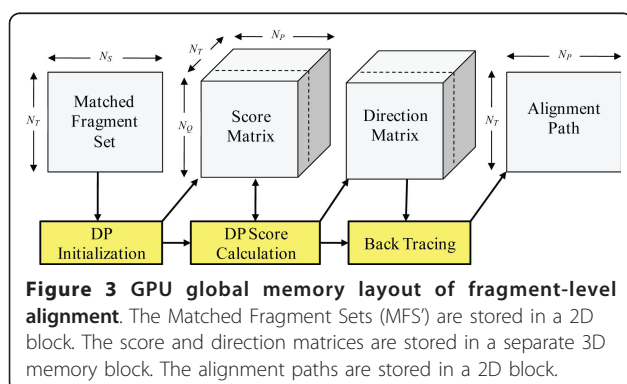 N_S
N_T
N_P
N_P
N_T
Matched
Fragment
Set
N_Q
Score
Matrix
Direction
Matrix
N_T
Alignment
Path
DP
Initialization
DP Score
Calculation
Back Tracing
Figure 3 GPU global memory layout of fragment-level
alignment. The Matched Fragment Sets (MFS’) are stored in a 2D
block. The score and direction matrices are stored in a separate 3D
memory block. The alignment paths are stored in a 2D block.